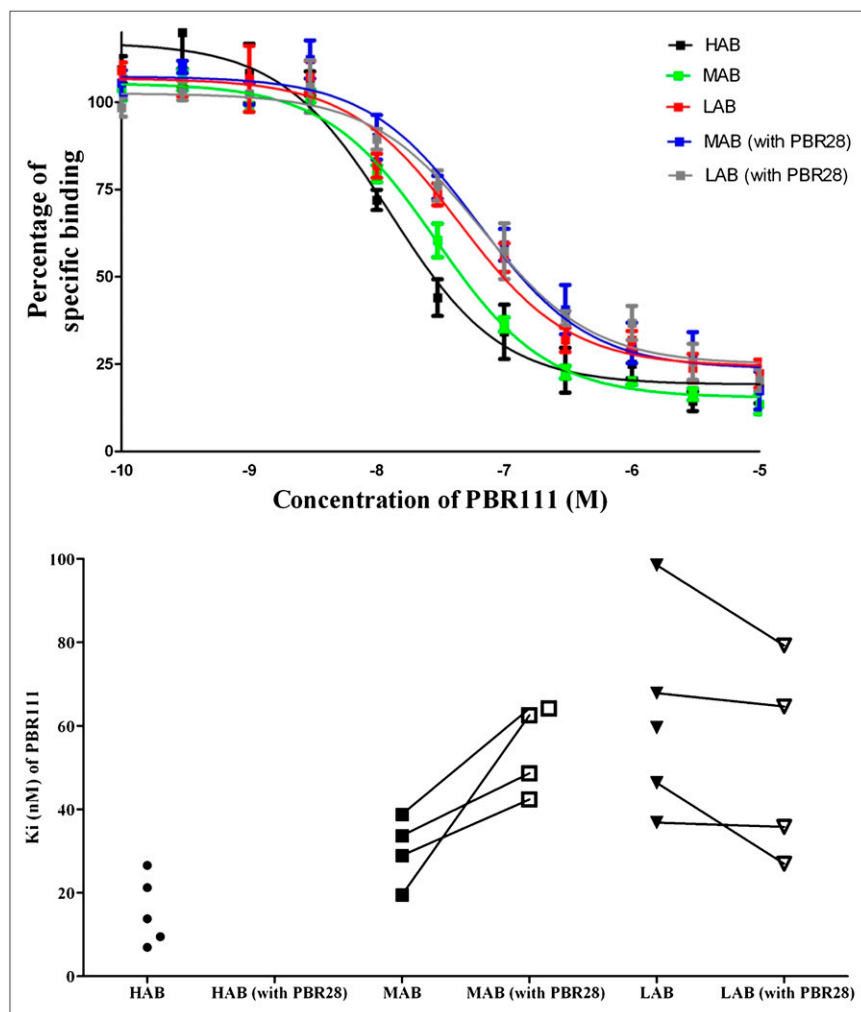 HAB
MAB
LAB
MAB (with PBR28)
LAB (with PBR28)
Percentage of
specific binding
100
75
50
25
0
-10 -9 -8 -7 -6 -5
Concentration of PBR111 (M)
Ki (nM) of PBR111
100
80
60
40
20
0
HAB HAB (with PBR28) MAB MAB (with PBR28) LAB LAB (with PBR28)